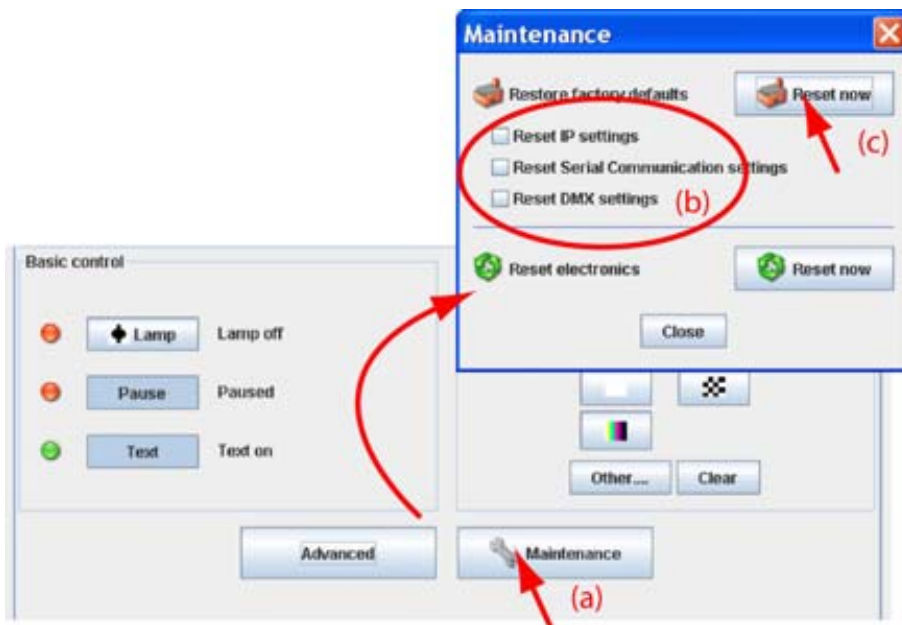 Maintenance
Restore factory defaults
Reset now
(c)
Reset IP settings
Reset Serial Communication settings
Reset DMX settings
(b)
Reset electronics
Reset now
Close
Basic control
Lamp
Lamp off
Pause
Paused
Text
Text on
Other....
Clear
Advanced
Maintenance
(a)